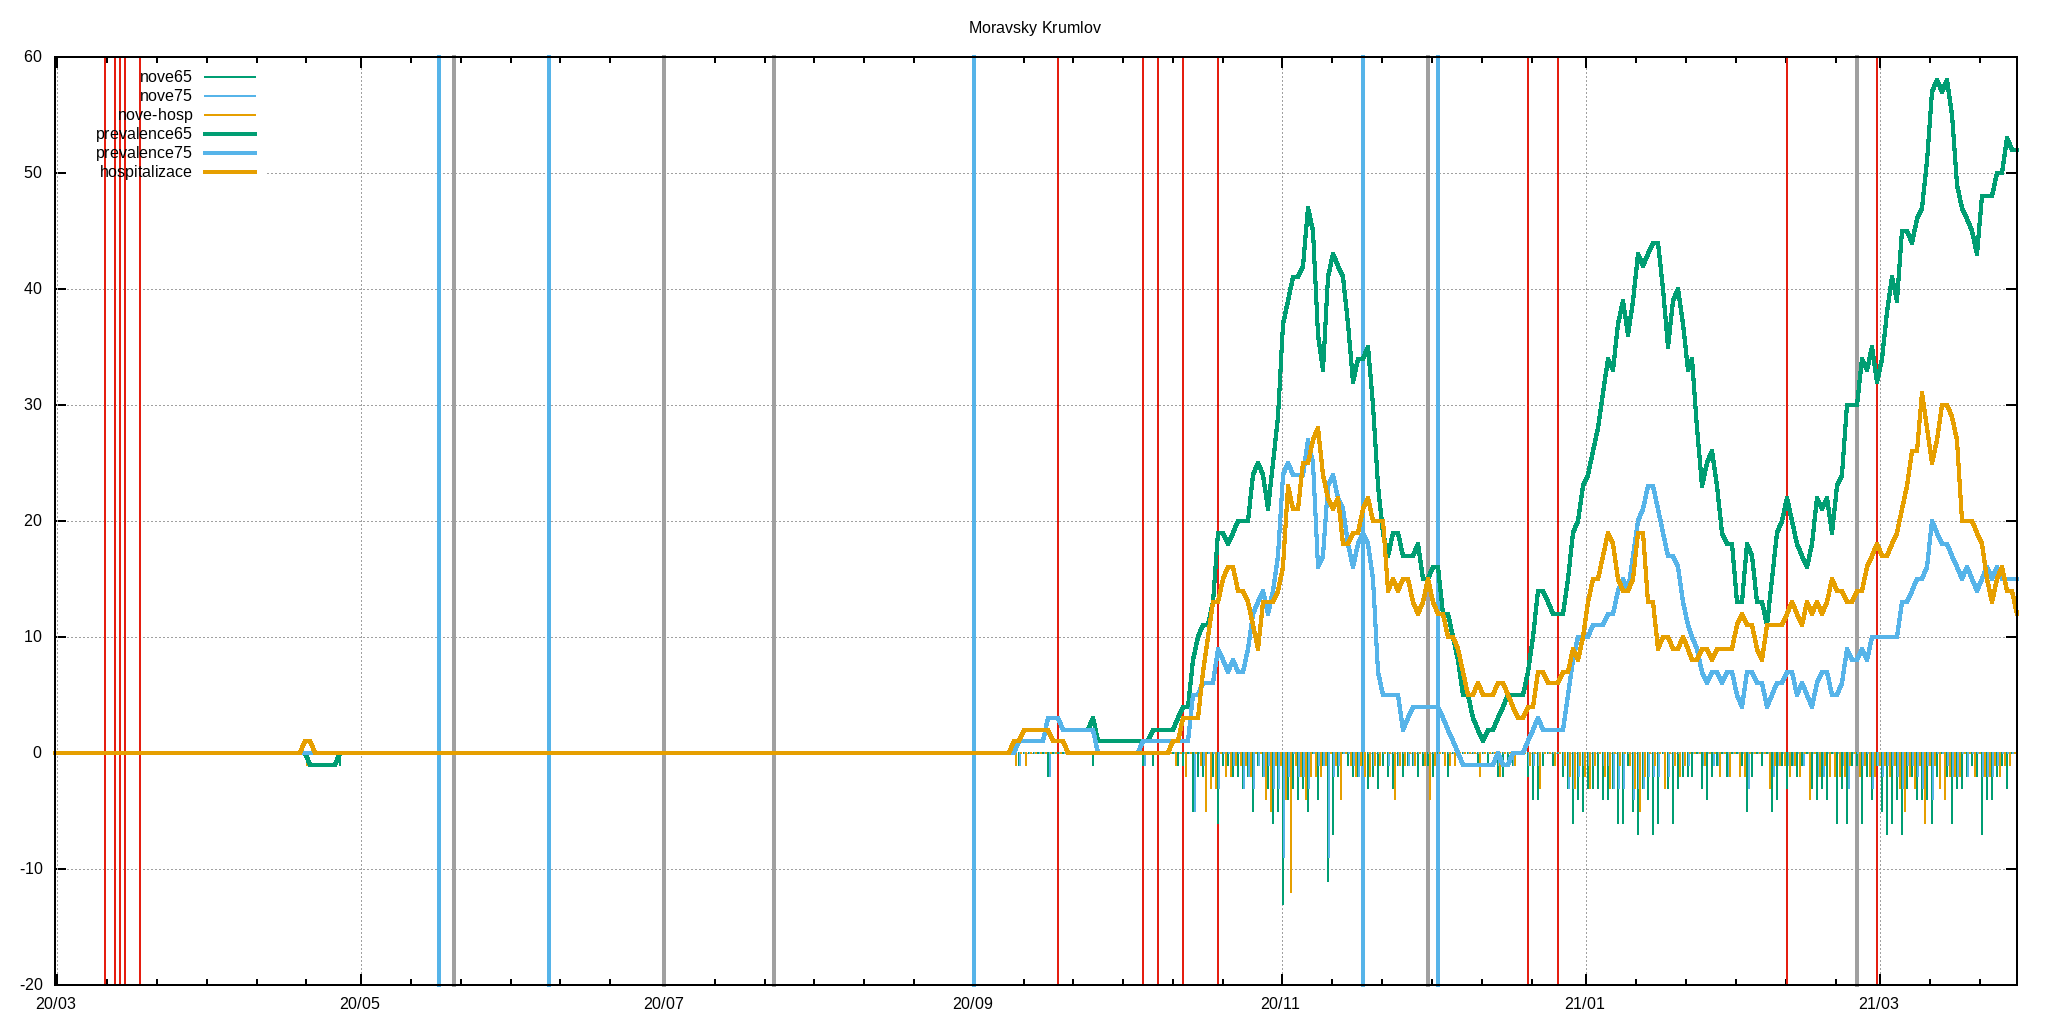 Moravsky Krumlov
60
50
40
30
20
10
0
-10
-20
nove65
nove75
nove-hosp
prevalence65
prevalence75
hospitalizace
20/03 20/05 20/07 20/09 20/11 21/01 21/03